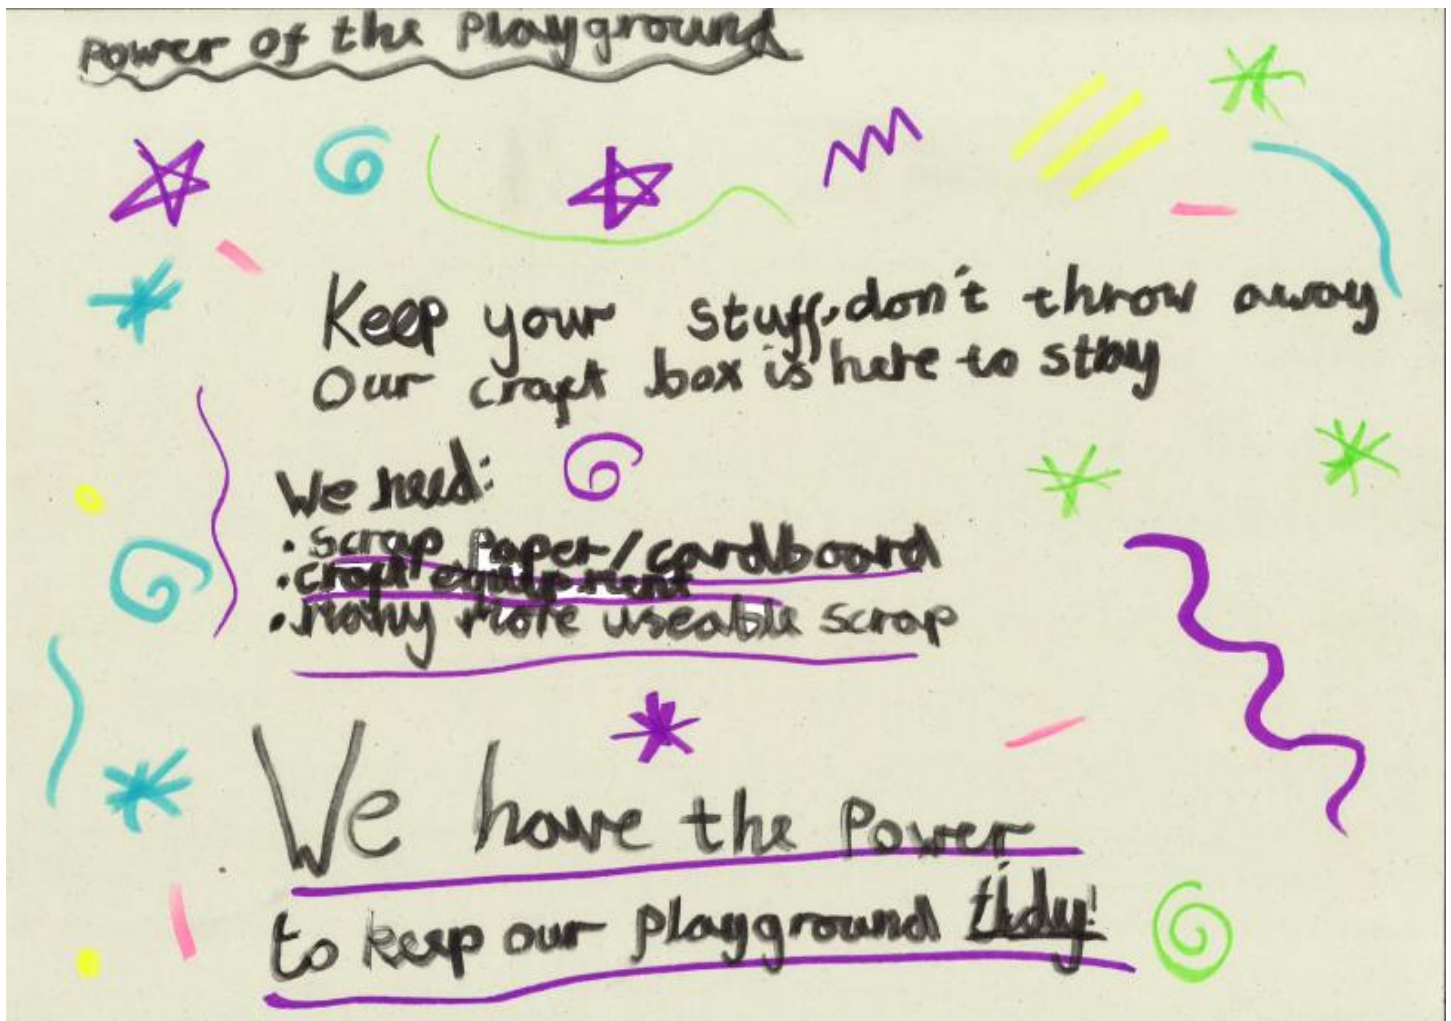 Power of the Playground
Keep your stuff, don't throw away
Our craft box is here to stay
We need:
• Scrap Paper/cardboard
• Craft equipment
• Many more useable scrap
We have the Power
to keep our playground tidy!